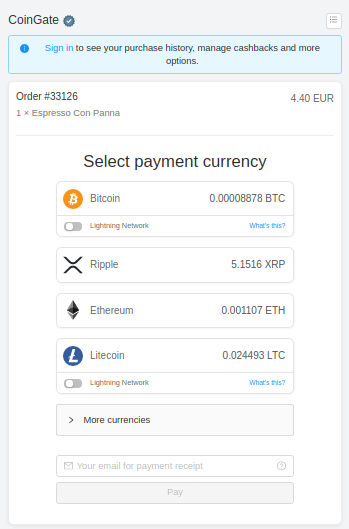 CoinGate
Sign in to see your purchase history, manage cashbacks and more
options.
Order #33126
4.40 EUR
1 × Espresso Con Panna
Select payment currency
Bitcoin
0.00008878 BTC
Lightning Network
What's this?
Ripple
5.1516 XRP
Ethereum
0.001107 ETH
Litecoin
0.024493 LTC
Lightning Network
What's this?
More currencies
Your email for payment receipt
Pay